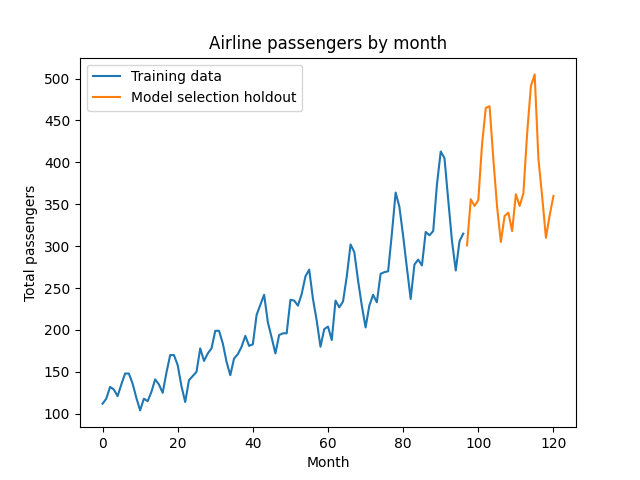 Airline passengers by month
Training data
Model selection holdout
500
450
400
350
300
250
200
150
100
Total passengers
0 20 40 60 80 100 120
Month